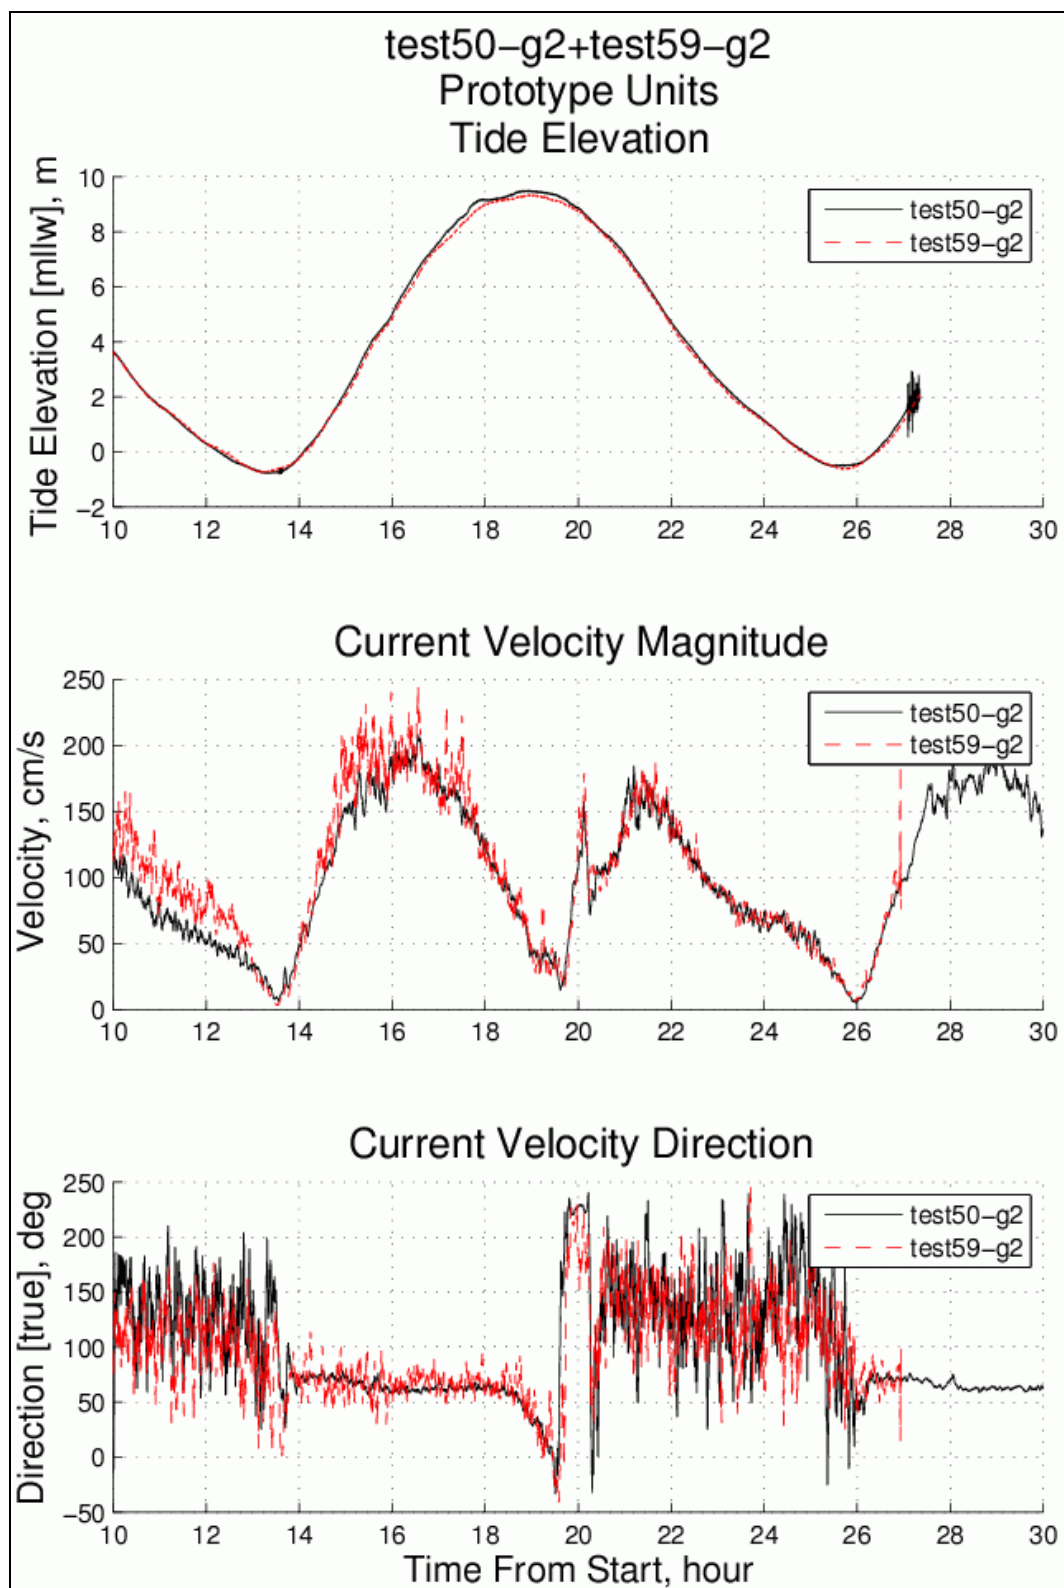 test50-g2+test59-g2
Prototype Units
Tide Elevation
Tide Elevation [mllw], m
10
8
6
4
2
0
−2
10 12 14 16 18 20 22 24 26 28 30
test50-g2
test59-g2
Current Velocity Magnitude
Velocity, cm/s
250
200
150
100
50
0
10 12 14 16 18 20 22 24 26 28 30
test50-g2
test59-g2
Current Velocity Direction
Direction [true], deg
250
200
150
100
50
0
−50
10 12 14 16 18 20 22 24 26 28 30
test50-g2
test59-g2
Time From Start, hour